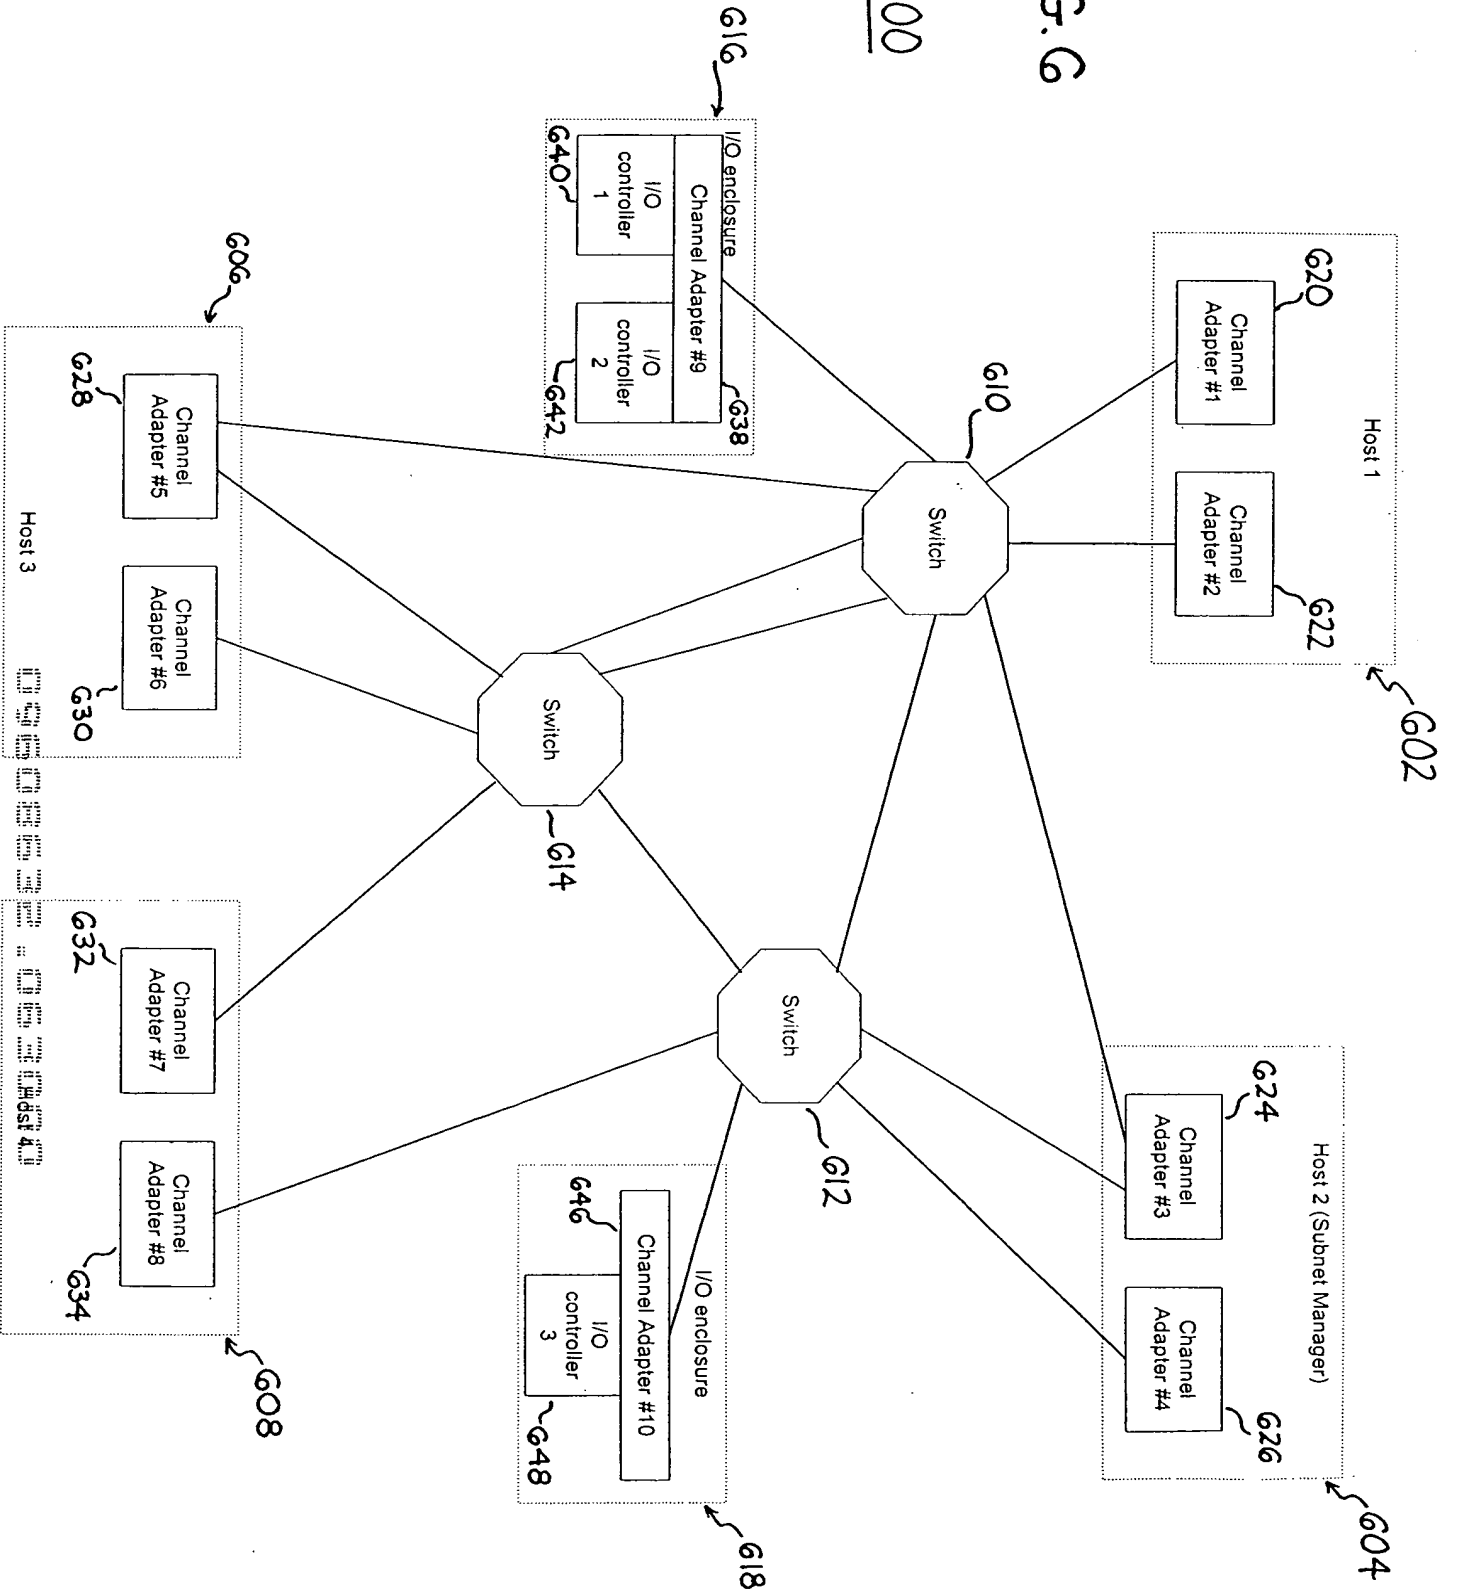 G. 6
00
602
Host 1
620
Channel
Adapter #1
Channel
Adapter #2
622
604
Host 2 (Subnet Manager)
624
Channel
Adapter #3
Channel
Adapter #4
626
610
Switch
616
I/O enclosure
Channel Adapter #9
638
I/O
controller
1
640
I/O
controller
2
642
Switch
612
Switch
614
618
I/O enclosure
646
Channel Adapter #10
I/O
controller
3
648
606
Channel
Adapter #5
628
Channel
Adapter #6
630
Host 3
608
Channel
Adapter #7
632
Channel
Adapter #8
634
Host 4
09608632.063000